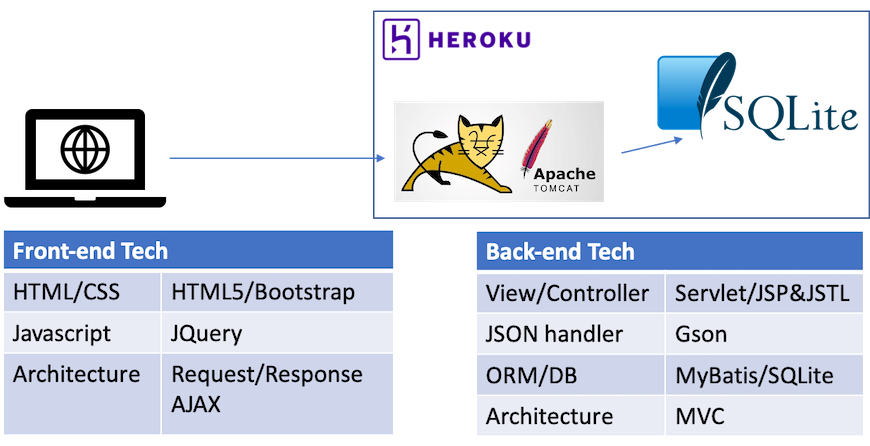 HEROKU
SQLite
Apache
TOMCAT
Front-end Tech
HTML/CSS HTML5/Bootstrap
Javascript JQuery
Architecture Request/Response
AJAX
Back-end Tech
View/Controller Servlet/JSP&JSTL
JSON handler Gson
ORM/DB MyBatis/SQLite
Architecture MVC